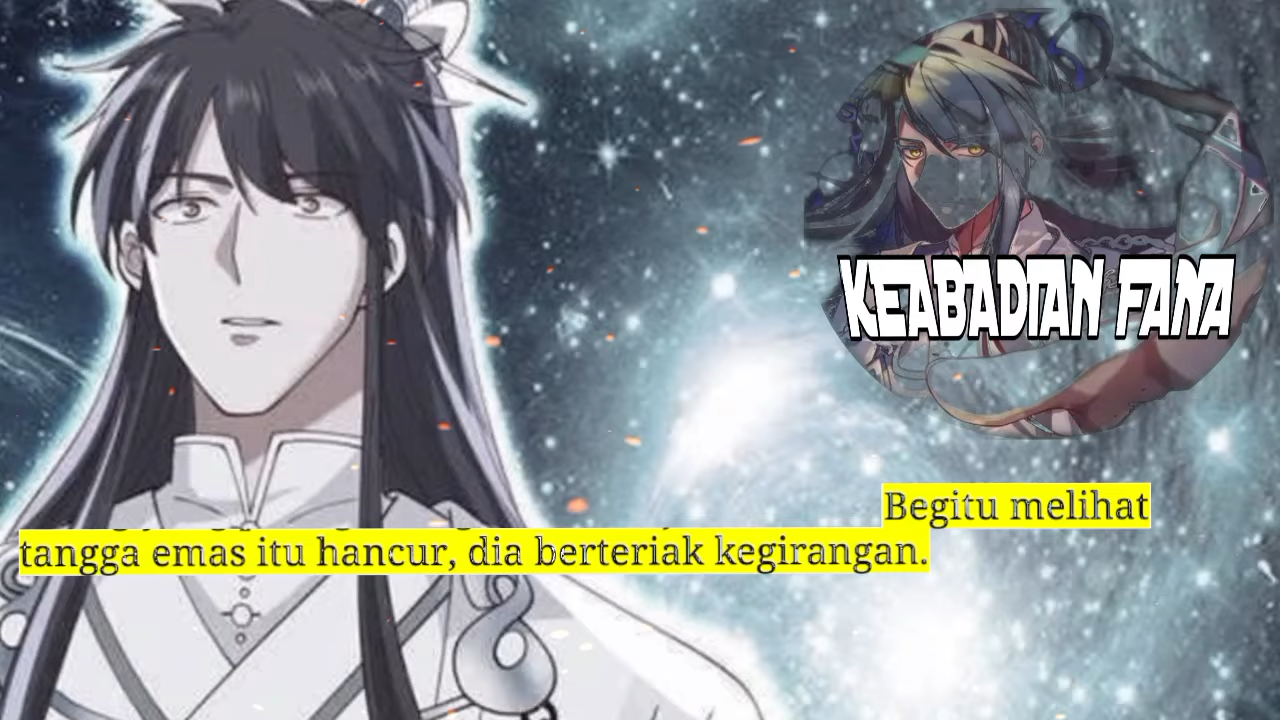 KEABADIAN FANA
Begitu melihat
tangga emas itu hancur, dia berteriak kegirangan.